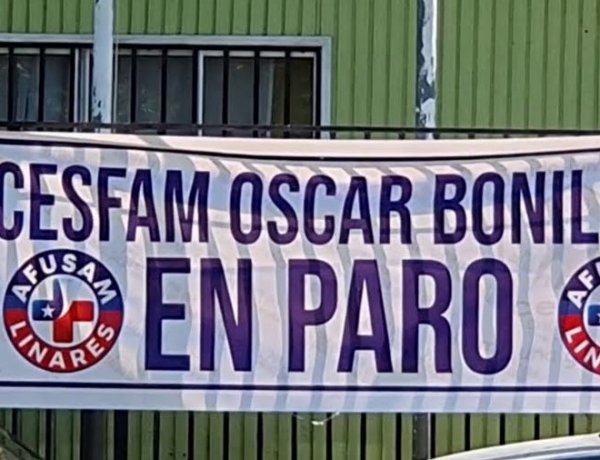 CESFAM OSCAR BONIL
EN PARO
AFUSAM
LINARES